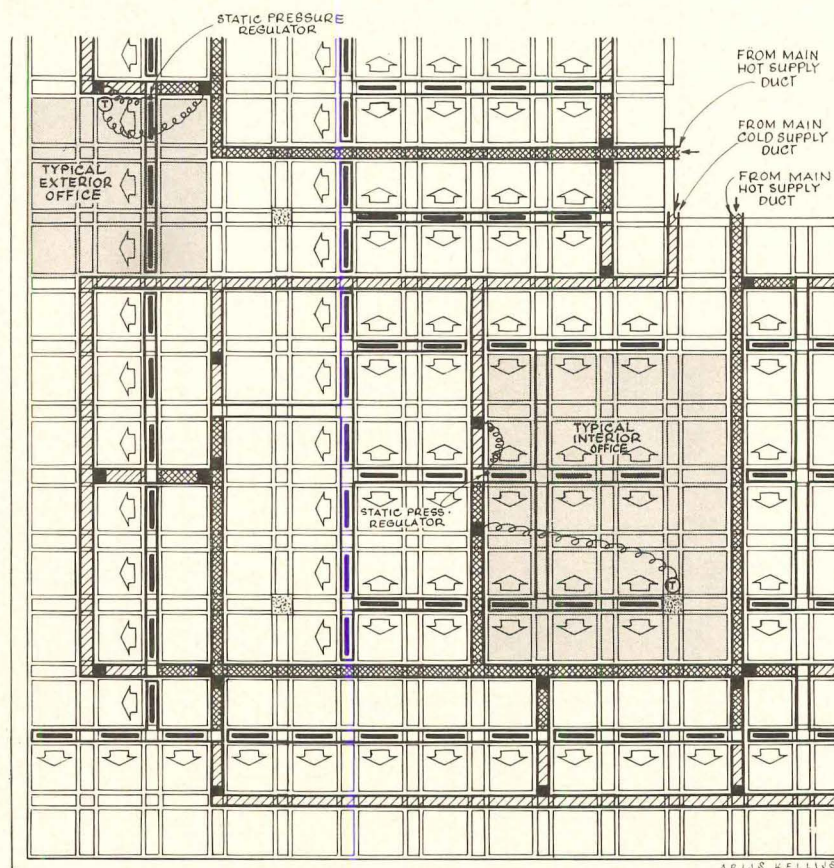 STATIC PRESSURE
REGULATOR
FROM MAIN
HOT SUPPLY
DUCT
FROM MAIN
COLD SUPPLY
DUCT
FROM MAIN
HOT SUPPLY
DUCT
T
TYPICAL
EXTERIOR
OFFICE
TYPICAL
INTERIOR
OFFICE
STATIC PRESS.
REGULATOR
T